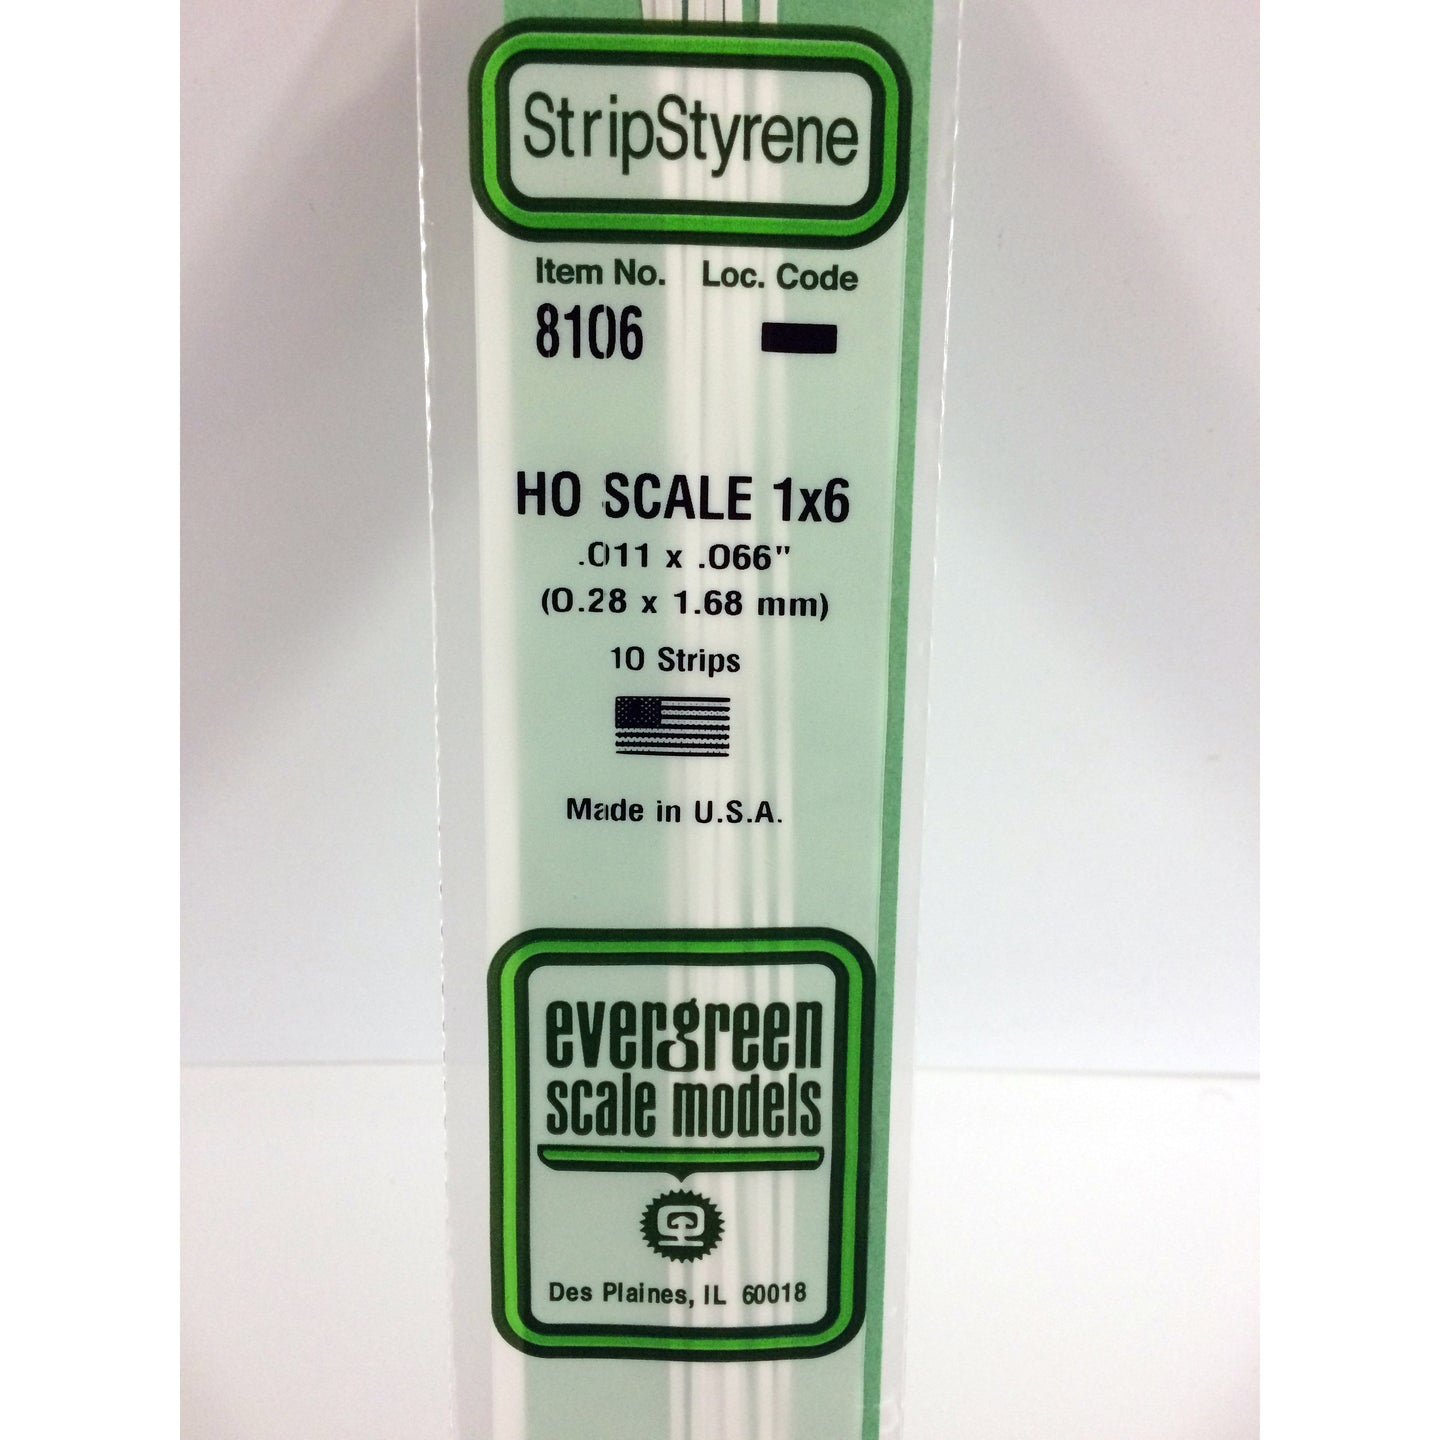 StripStyrene
Item No. Loc. Code
8106
HO SCALE 1x6
.011 x .066"
(0.28 x 1.68 mm)
10 Strips
Made in U.S.A.
evergreen
scale models
Des Plaines, IL 60018